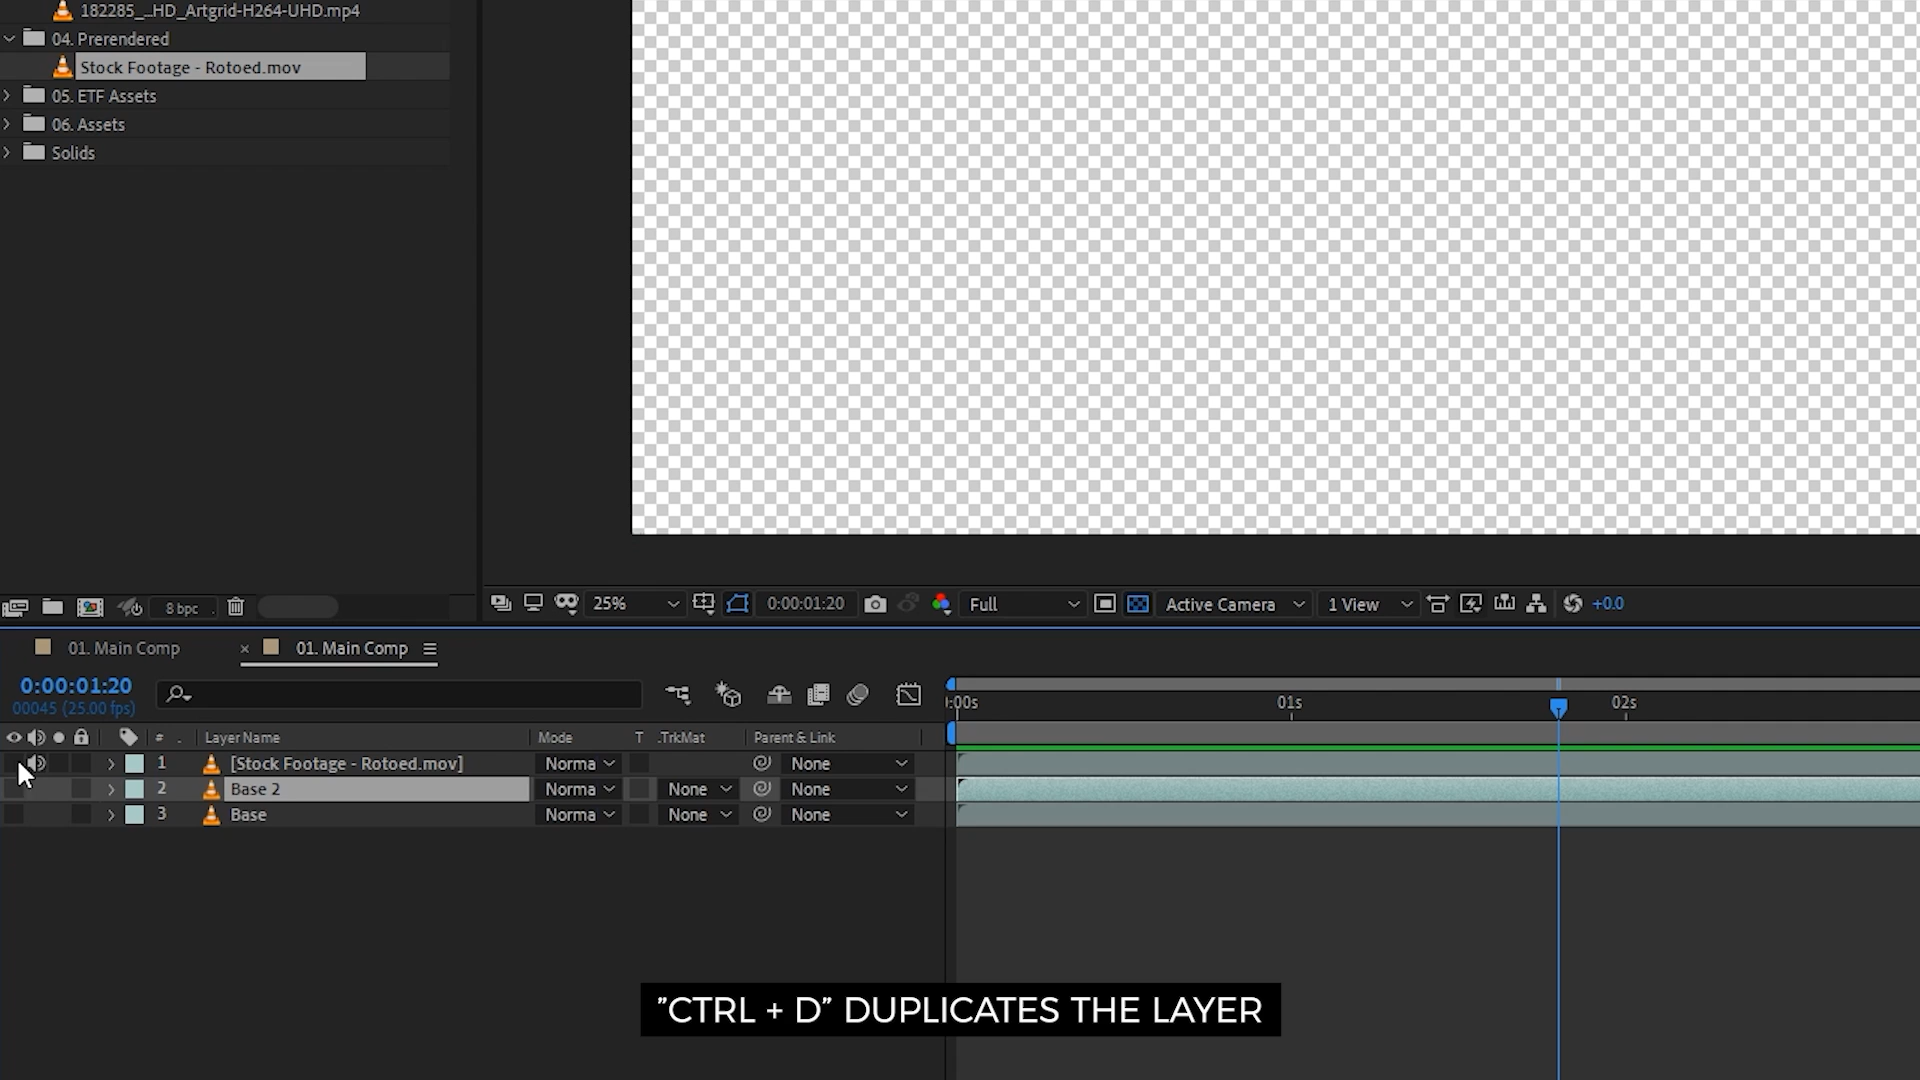 182285_...HD_Artgrid-H264-UHD.mp4
04. Prerendered
Stock Footage - Rotoed.mov
05. ETF Assets
06. Assets
Solids
8 bpc
25%
0:00:01:20
Full
Active Camera
1 View
+0.0
01. Main Comp
× 01. Main Comp
0:00:01:20
00045 (25.00 fps)
:00s
01s
02s
# . Layer Name Mode T .TrkMat Parent & Link
1 [Stock Footage - Rotoed.mov] Norma None
2 Base 2 Norma None None
3 Base Norma None None
”CTRL + D” DUPLICATES THE LAYER